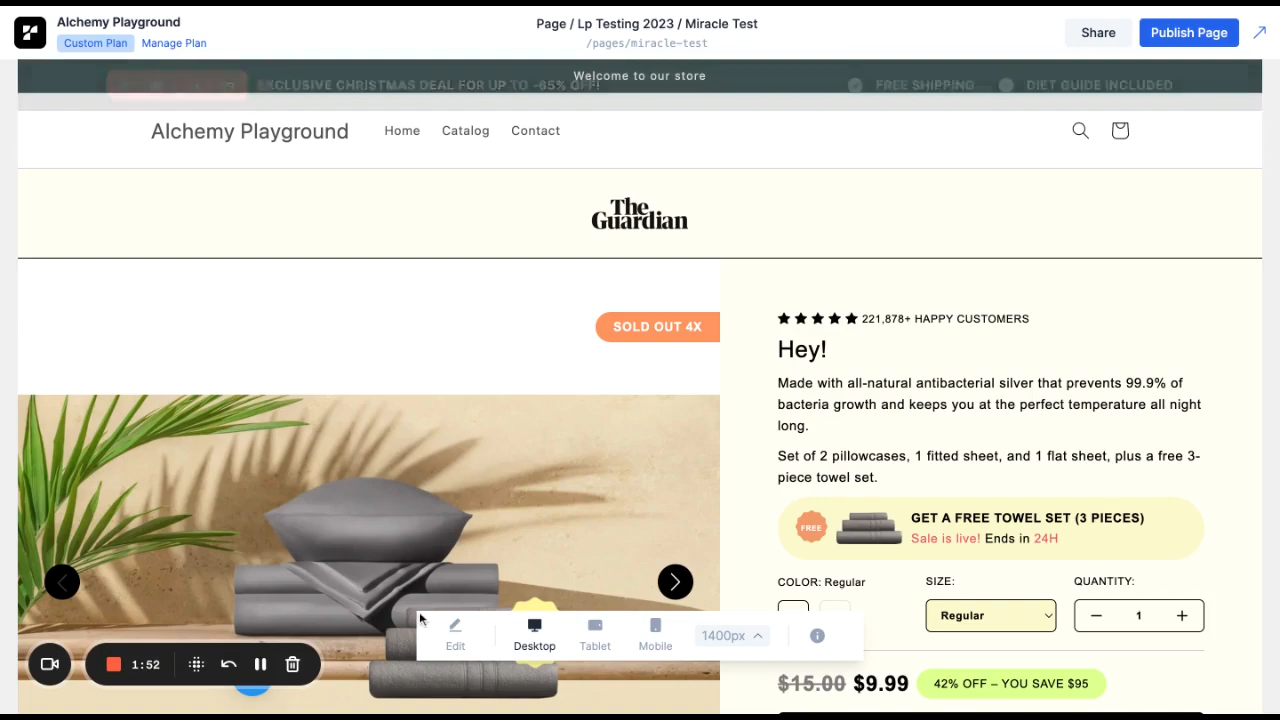 Alchemy Playground
Custom Plan
Manage Plan
Page / Lp Testing 2023 / Miracle Test
/pages/miracle-test
Share
Publish Page
Welcome to our store
EXCLUSIVE CHRISTMAS DEAL FOR UP TO -65% OFF!
FREE SHIPPING
DIET GUIDE INCLUDED
Alchemy Playground
Home
Catalog
Contact
The
Guardian
SOLD OUT 4X
221,878+ HAPPY CUSTOMERS
Hey!
Made with all-natural antibacterial silver that prevents 99.9% of
bacteria growth and keeps you at the perfect temperature all night
long.
Set of 2 pillowcases, 1 fitted sheet, and 1 flat sheet, plus a free 3-
piece towel set.
FREE
GET A FREE TOWEL SET (3 PIECES)
Sale is live! Ends in 24H
COLOR: Regular
SIZE:
QUANTITY:
Regular
1
Edit
Desktop
Tablet
Mobile
1400px
1:52
$15.00 $9.99
42% OFF – YOU SAVE $95